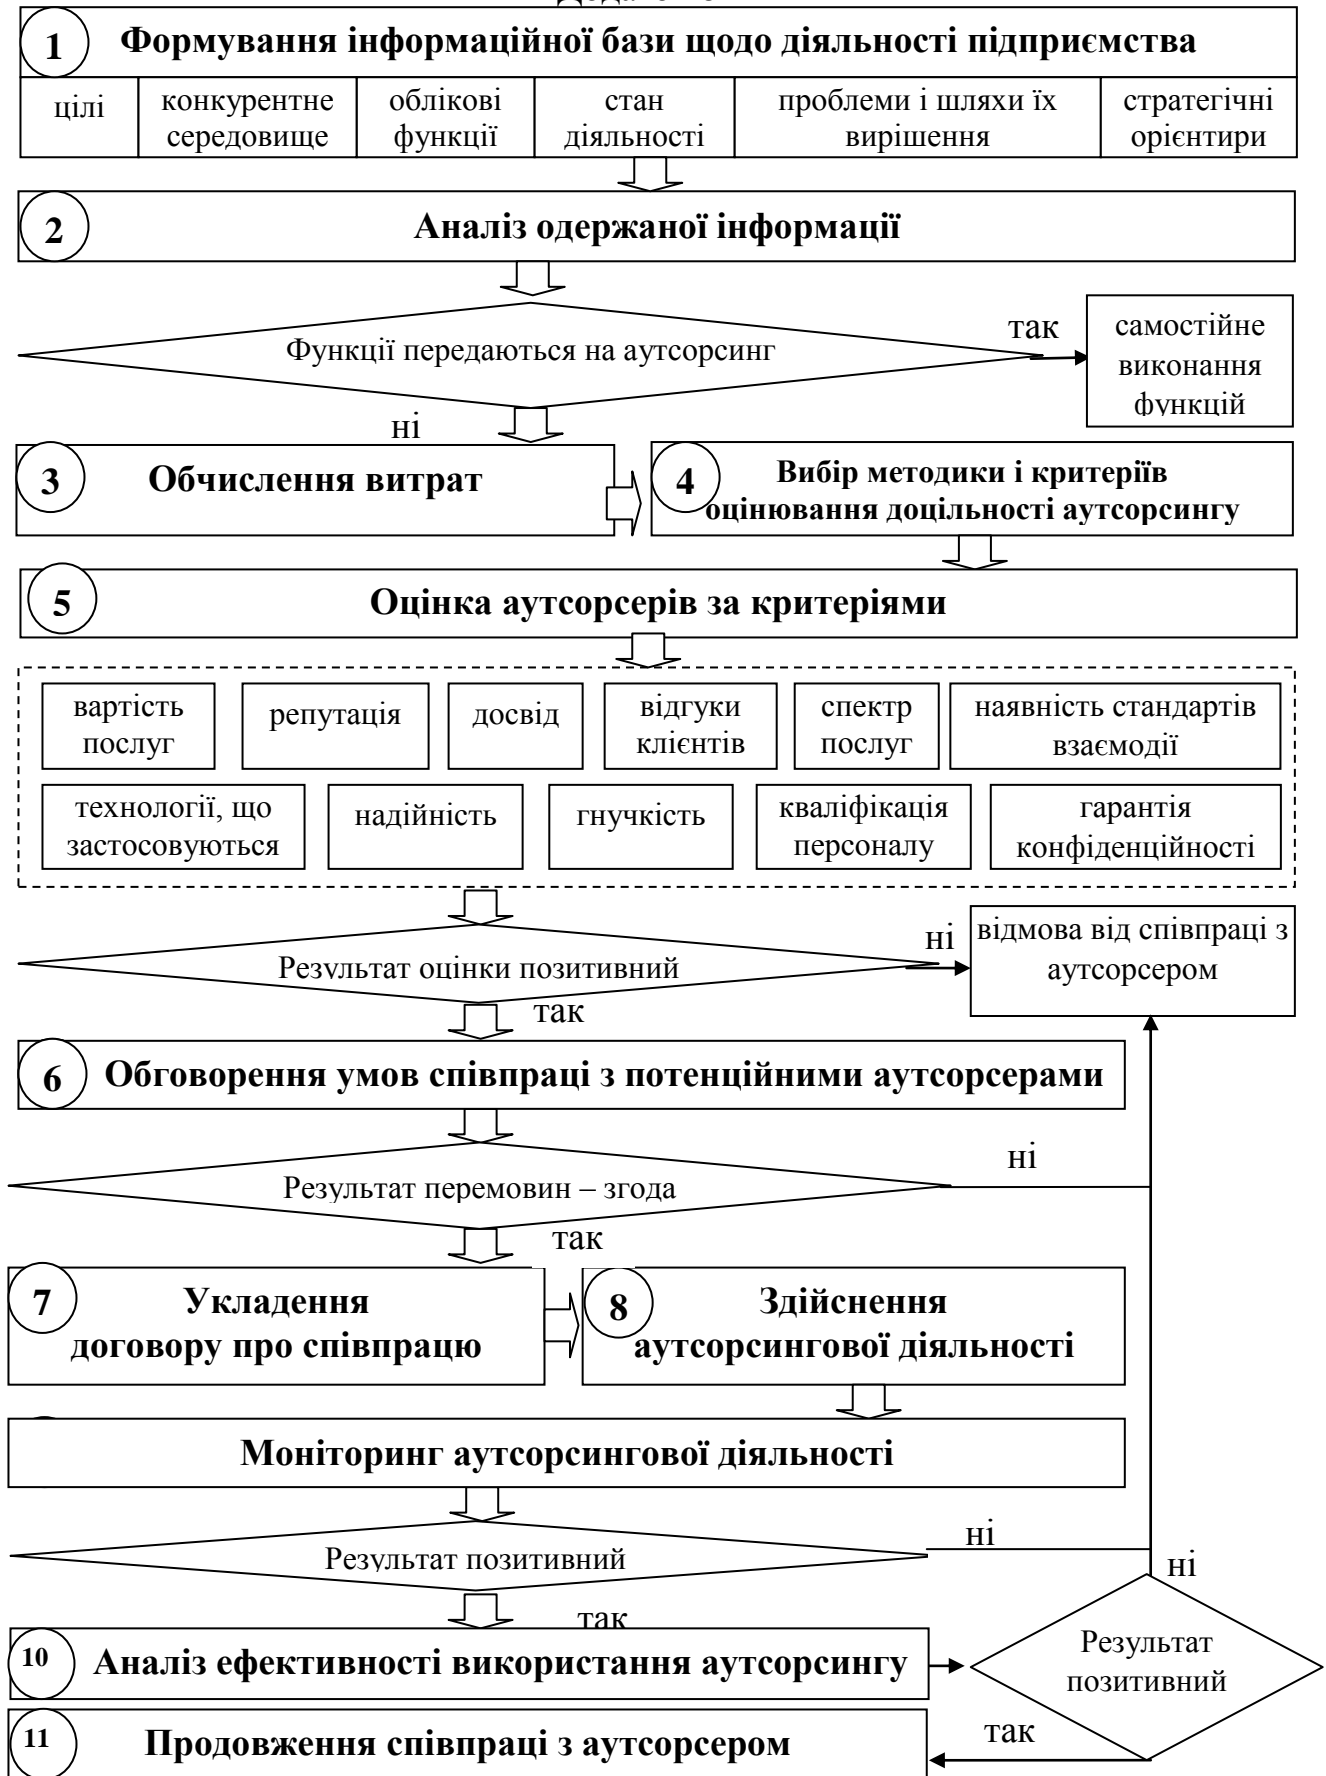 1
Формування інформаційної бази щодо діяльності підприємства
цілі
конкурентне
середовище
облікові
функції
стан
діяльності
проблеми і шляхи їх
вирішення
стратегічні
орієнтири
2
Аналіз одержаної інформації
Функції передаються на аутсорсинг
так
самостійне
виконання
функцій
ні
3
Обчислення витрат
4
Вибір методики і критеріїв
оцінювання доцільності аутсорсингу
5
Оцінка аутсорсерів за критеріями
вартість
послуг
репутація
досвід
відгуки
клієнтів
спектр
послуг
наявність стандартів
взаємодії
технології, що
застосовуються
надійність
гнучкість
кваліфікація
персоналу
гарантія
конфіденційності
Результат оцінки позитивний
ні
відмова від співпраці з
аутсорсером
так
6
Обговорення умов співпраці з потенційними аутсорсерами
Результат перемовин – згода
ні
так
7
Укладення
договору про співпрацю
8
Здійснення
аутсорсингової діяльності
Моніторинг аутсорсингової діяльності
Результат позитивний
ні
ні
так
10
Аналіз ефективності використання аутсорсингу
Результат
позитивний
11
Продовження співпраці з аутсорсером
так